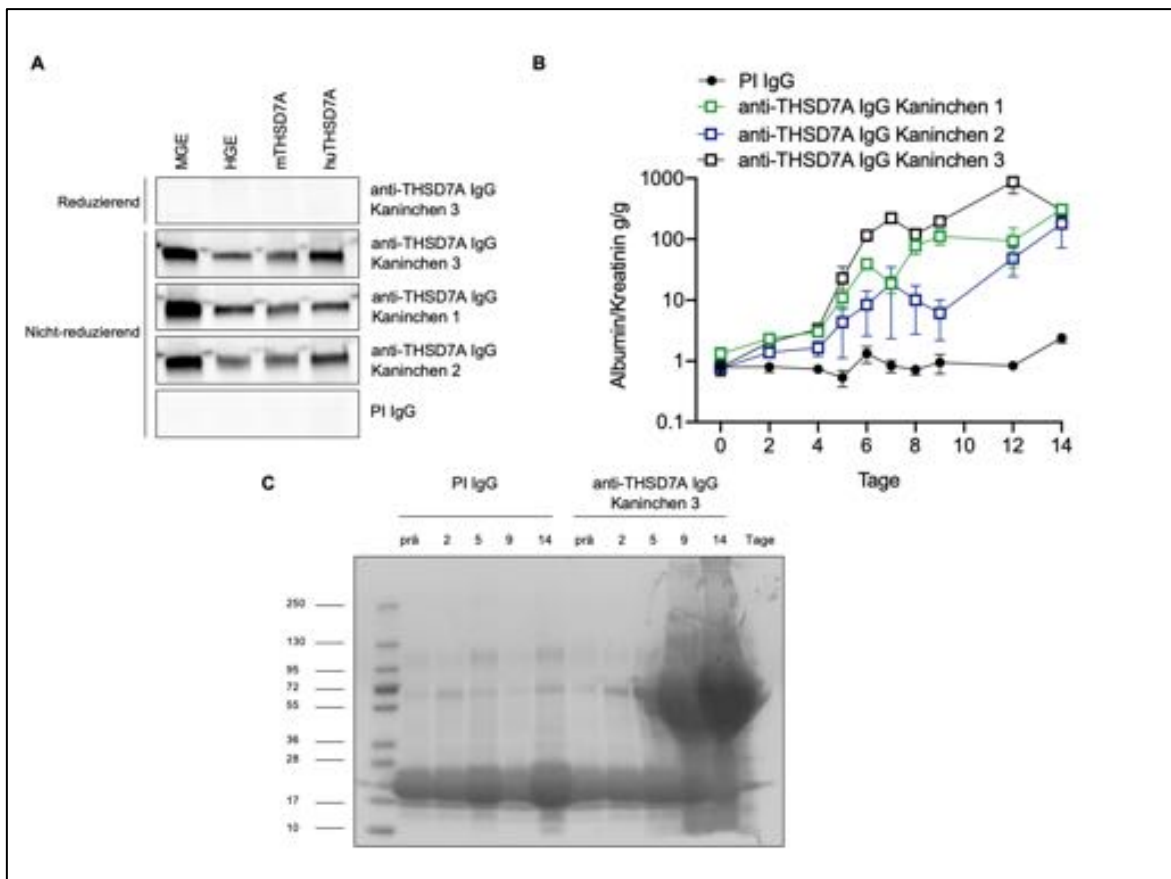 A
MGE
HGE
mTHSD7A
huTHSD7A
Reduzierend
anti-THSD7A IgG
Kaninchen 3
Nicht-reduzierend
anti-THSD7A IgG
Kaninchen 3
anti-THSD7A IgG
Kaninchen 1
anti-THSD7A IgG
Kaninchen 2
PI IgG
B
PI IgG
anti-THSD7A IgG Kaninchen 1
anti-THSD7A IgG Kaninchen 2
anti-THSD7A IgG Kaninchen 3
Albumin/Kreatinin g/g
1000
100
10
1
0.1
0 2 4 6 8 10 12 14
Tage
C
PI IgG
anti-THSD7A IgG
Kaninchen 3
prä 2 5 9 14 prä 2 5 9 14 Tage
250
130
95
72
55
36
28
17
10